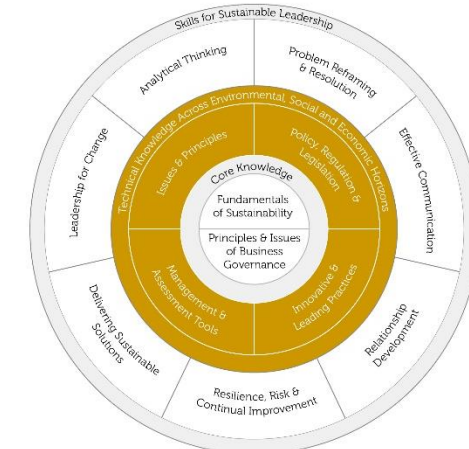 Skills for Sustainable Leadership
Analytical Thinking
Problem Reframing
& Resolution
Effective Communication
Relationship
Development
Resilience, Risk &
Continual Improvement
Delivering Sustainable
Solutions
Leadership for Change
Technical Knowledge Across Environmental, Social and Economic Horizons
Issues & Principles
Policy, Regulation &
Legislation
Innovative &
Leading Practices
Management &
Assessment Tools
Core Knowledge
Fundamentals
of Sustainability
Principles & Issues
of Business
Governance